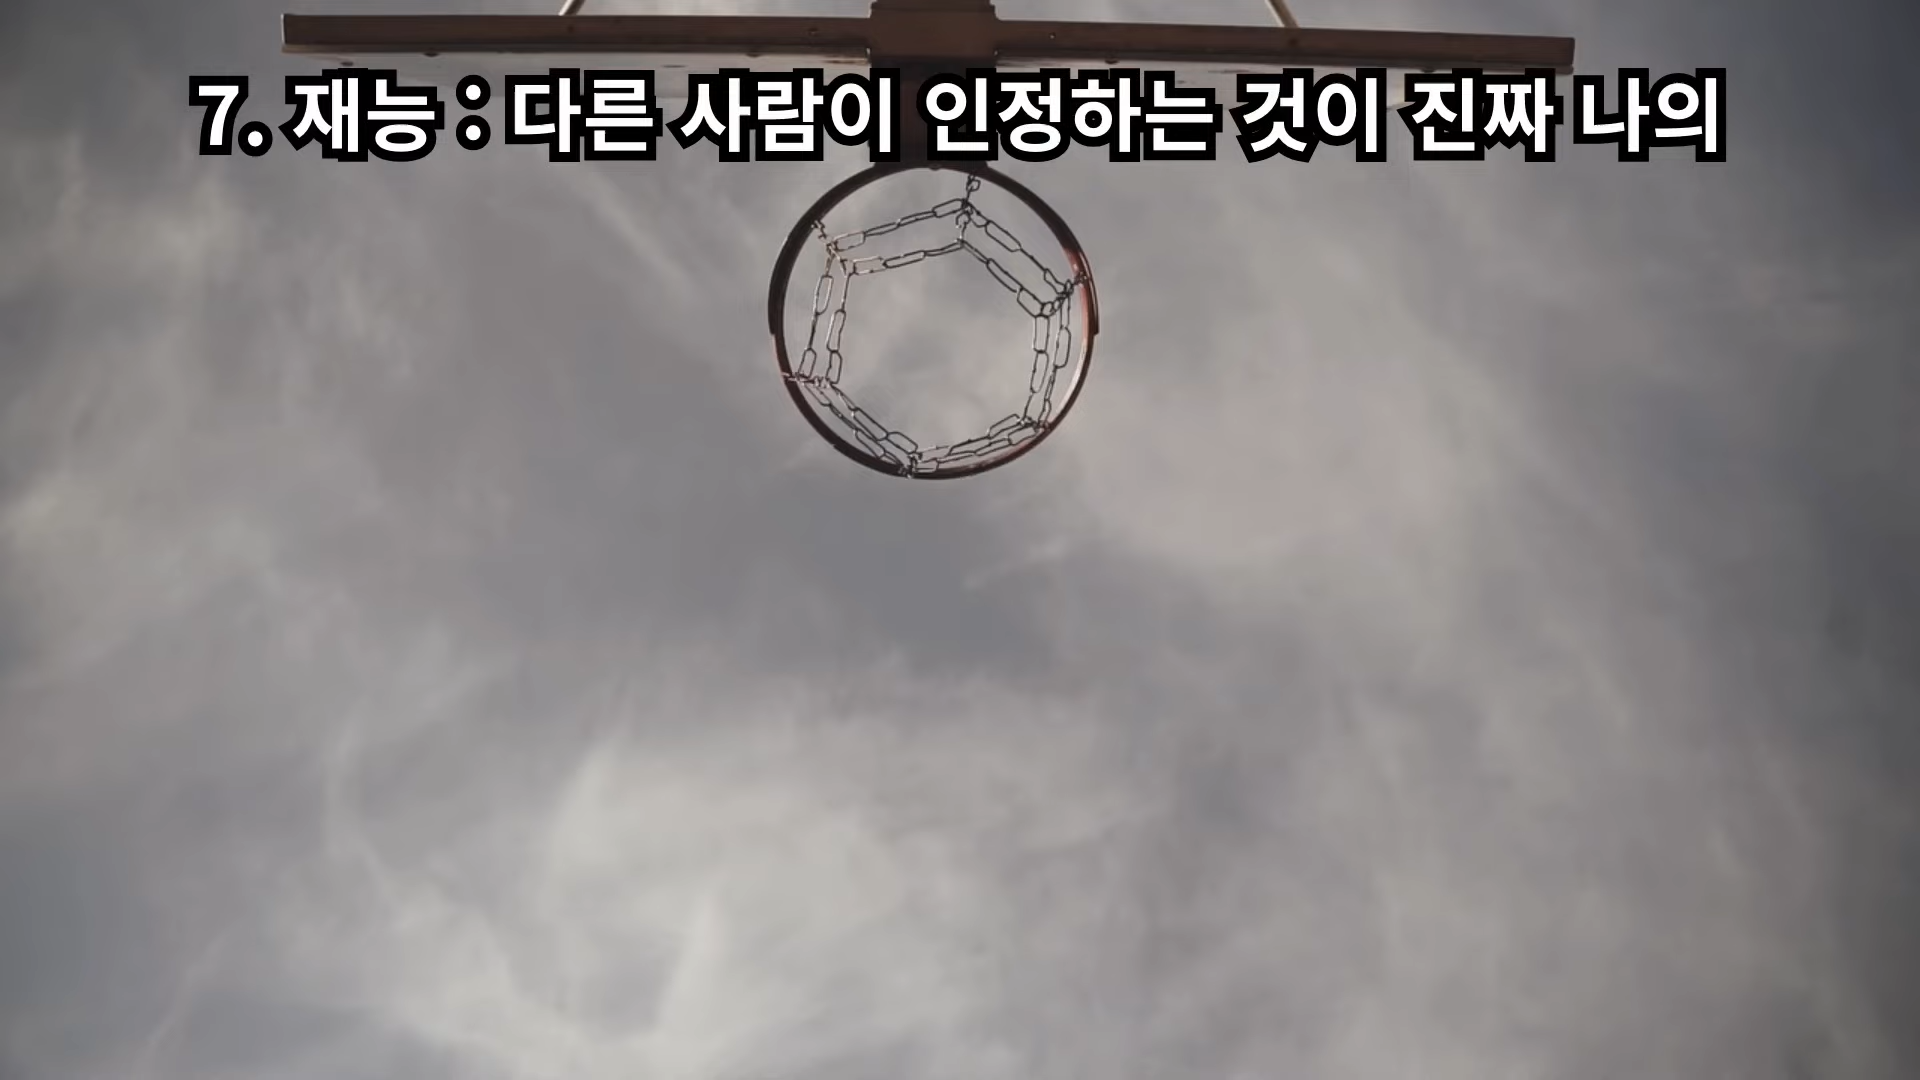 7. 재능 : 다른 사람이 인정하는 것이 진짜 나의